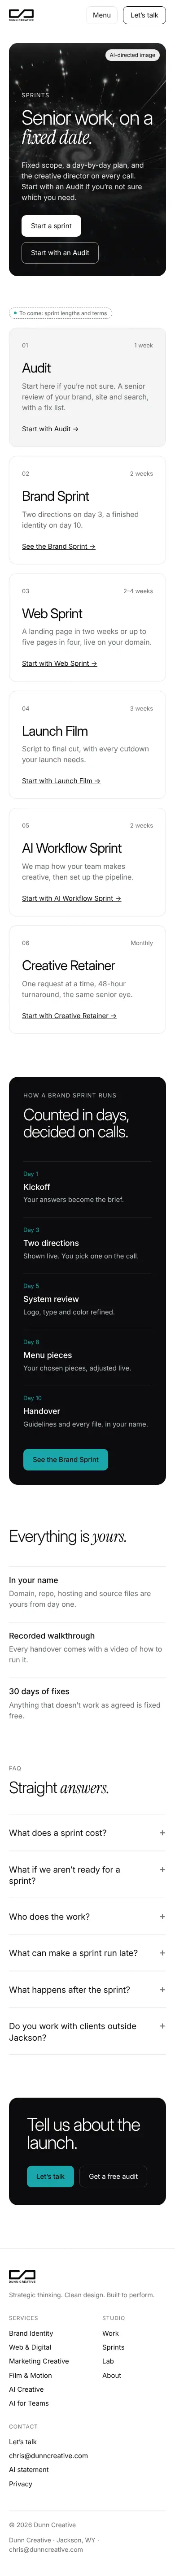 DUNN CREATIVE
Menu
Let's talk
AI-directed image
SPRINTS
Senior work, on a
fixed date.
Fixed scope, a day-by-day plan, and
the creative director on every call.
Start with an Audit if you're not sure
which you need.
Start a sprint
Start with an Audit
To come: sprint lengths and terms
01
1 week
Audit
Start here if you're not sure. A senior
review of your brand, site and search,
with a fix list.
Start with Audit →
02
2 weeks
Brand Sprint
Two directions on day 3, a finished
identity on day 10.
See the Brand Sprint →
03
2–4 weeks
Web Sprint
A landing page in two weeks or up to
five pages in four, live on your domain.
Start with Web Sprint →
04
3 weeks
Launch Film
Script to final cut, with every cutdown
your launch needs.
Start with Launch Film →
05
2 weeks
AI Workflow Sprint
We map how your team makes
creative, then set up the pipeline.
Start with AI Workflow Sprint →
06
Monthly
Creative Retainer
One request at a time, 48-hour
turnaround, the same senior eye.
Start with Creative Retainer →
HOW A BRAND SPRINT RUNS
Counted in days,
decided on calls.
Day 1
Kickoff
Your answers become the brief.
Day 3
Two directions
Shown live. You pick one on the call.
Day 5
System review
Logo, type and color refined.
Day 8
Menu pieces
Your chosen pieces, adjusted live.
Day 10
Handover
Guidelines and every file, in your name.
See the Brand Sprint
Everything is yours.
In your name
Domain, repo, hosting and source files are
yours from day one.
Recorded walkthrough
Every handover comes with a video of how to
run it.
30 days of fixes
Anything that doesn't work as agreed is fixed
free.
FAQ
Straight answers.
What does a sprint cost? +
What if we aren't ready for a +
sprint?
Who does the work? +
What can make a sprint run late? +
What happens after the sprint? +
Do you work with clients outside +
Jackson?
Tell us about the
launch.
Let's talk
Get a free audit
DUNN CREATIVE
Strategic thinking. Clean design. Built to perform.
SERVICES
Brand Identity
Web & Digital
Marketing Creative
Film & Motion
AI Creative
AI for Teams
STUDIO
Work
Sprints
Lab
About
CONTACT
Let's talk
chris@dunncreative.com
AI statement
Privacy
© 2026 Dunn Creative
Dunn Creative · Jackson, WY ·
chris@dunncreative.com